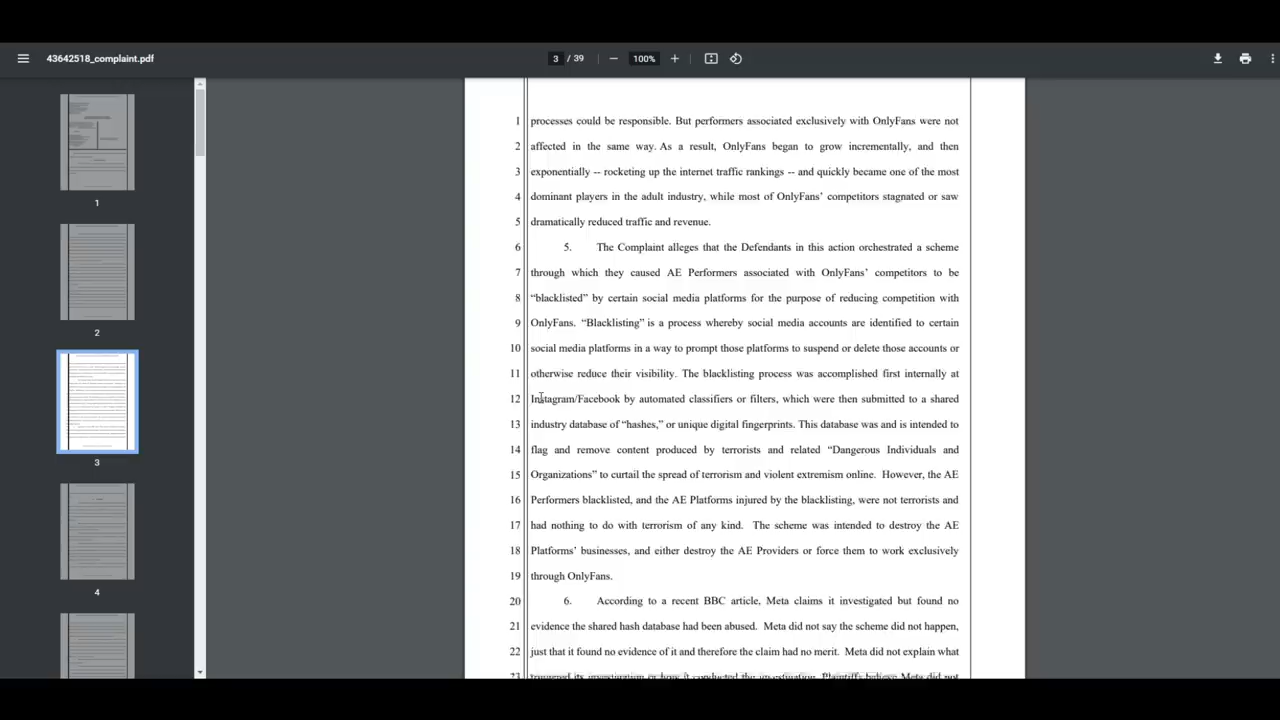 43642518_complaint.pdf
3 / 39
100%
1
2
3
4
1 processes could be responsible. But performers associated exclusively with OnlyFans were not
2 affected in the same way. As a result, OnlyFans began to grow incrementally, and then
3 exponentially -- rocketing up the internet traffic rankings -- and quickly became one of the most
4 dominant players in the adult industry, while most of OnlyFans' competitors stagnated or saw
5 dramatically reduced traffic and revenue.
6 5. The Complaint alleges that the Defendants in this action orchestrated a scheme
7 through which they caused AE Performers associated with OnlyFans' competitors to be
8 “blacklisted” by certain social media platforms for the purpose of reducing competition with
9 OnlyFans. “Blacklisting” is a process whereby social media accounts are identified to certain
10 social media platforms in a way to prompt those platforms to suspend or delete those accounts or
11 otherwise reduce their visibility. The blacklisting process was accomplished first internally at
12 Instagram/Facebook by automated classifiers or filters, which were then submitted to a shared
13 industry database of “hashes,” or unique digital fingerprints. This database was and is intended to
14 flag and remove content produced by terrorists and related “Dangerous Individuals and
15 Organizations” to curtail the spread of terrorism and violent extremism online. However, the AE
16 Performers blacklisted, and the AE Platforms injured by the blacklisting, were not terrorists and
17 had nothing to do with terrorism of any kind. The scheme was intended to destroy the AE
18 Platforms' businesses, and either destroy the AE Providers or force them to work exclusively
19 through OnlyFans.
20 6. According to a recent BBC article, Meta claims it investigated but found no
21 evidence the shared hash database had been abused. Meta did not say the scheme did not happen,
22 just that it found no evidence of it and therefore the claim had no merit. Meta did not explain what
23 triggered its investigation or how it conducted the investigation. Plaintiffs believe Meta did not